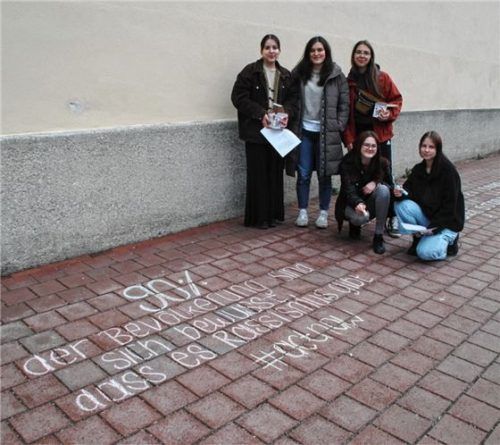 90%
der Bevölkerung sind
sich bewusst,
dass es Rassismus gibt
#actnow